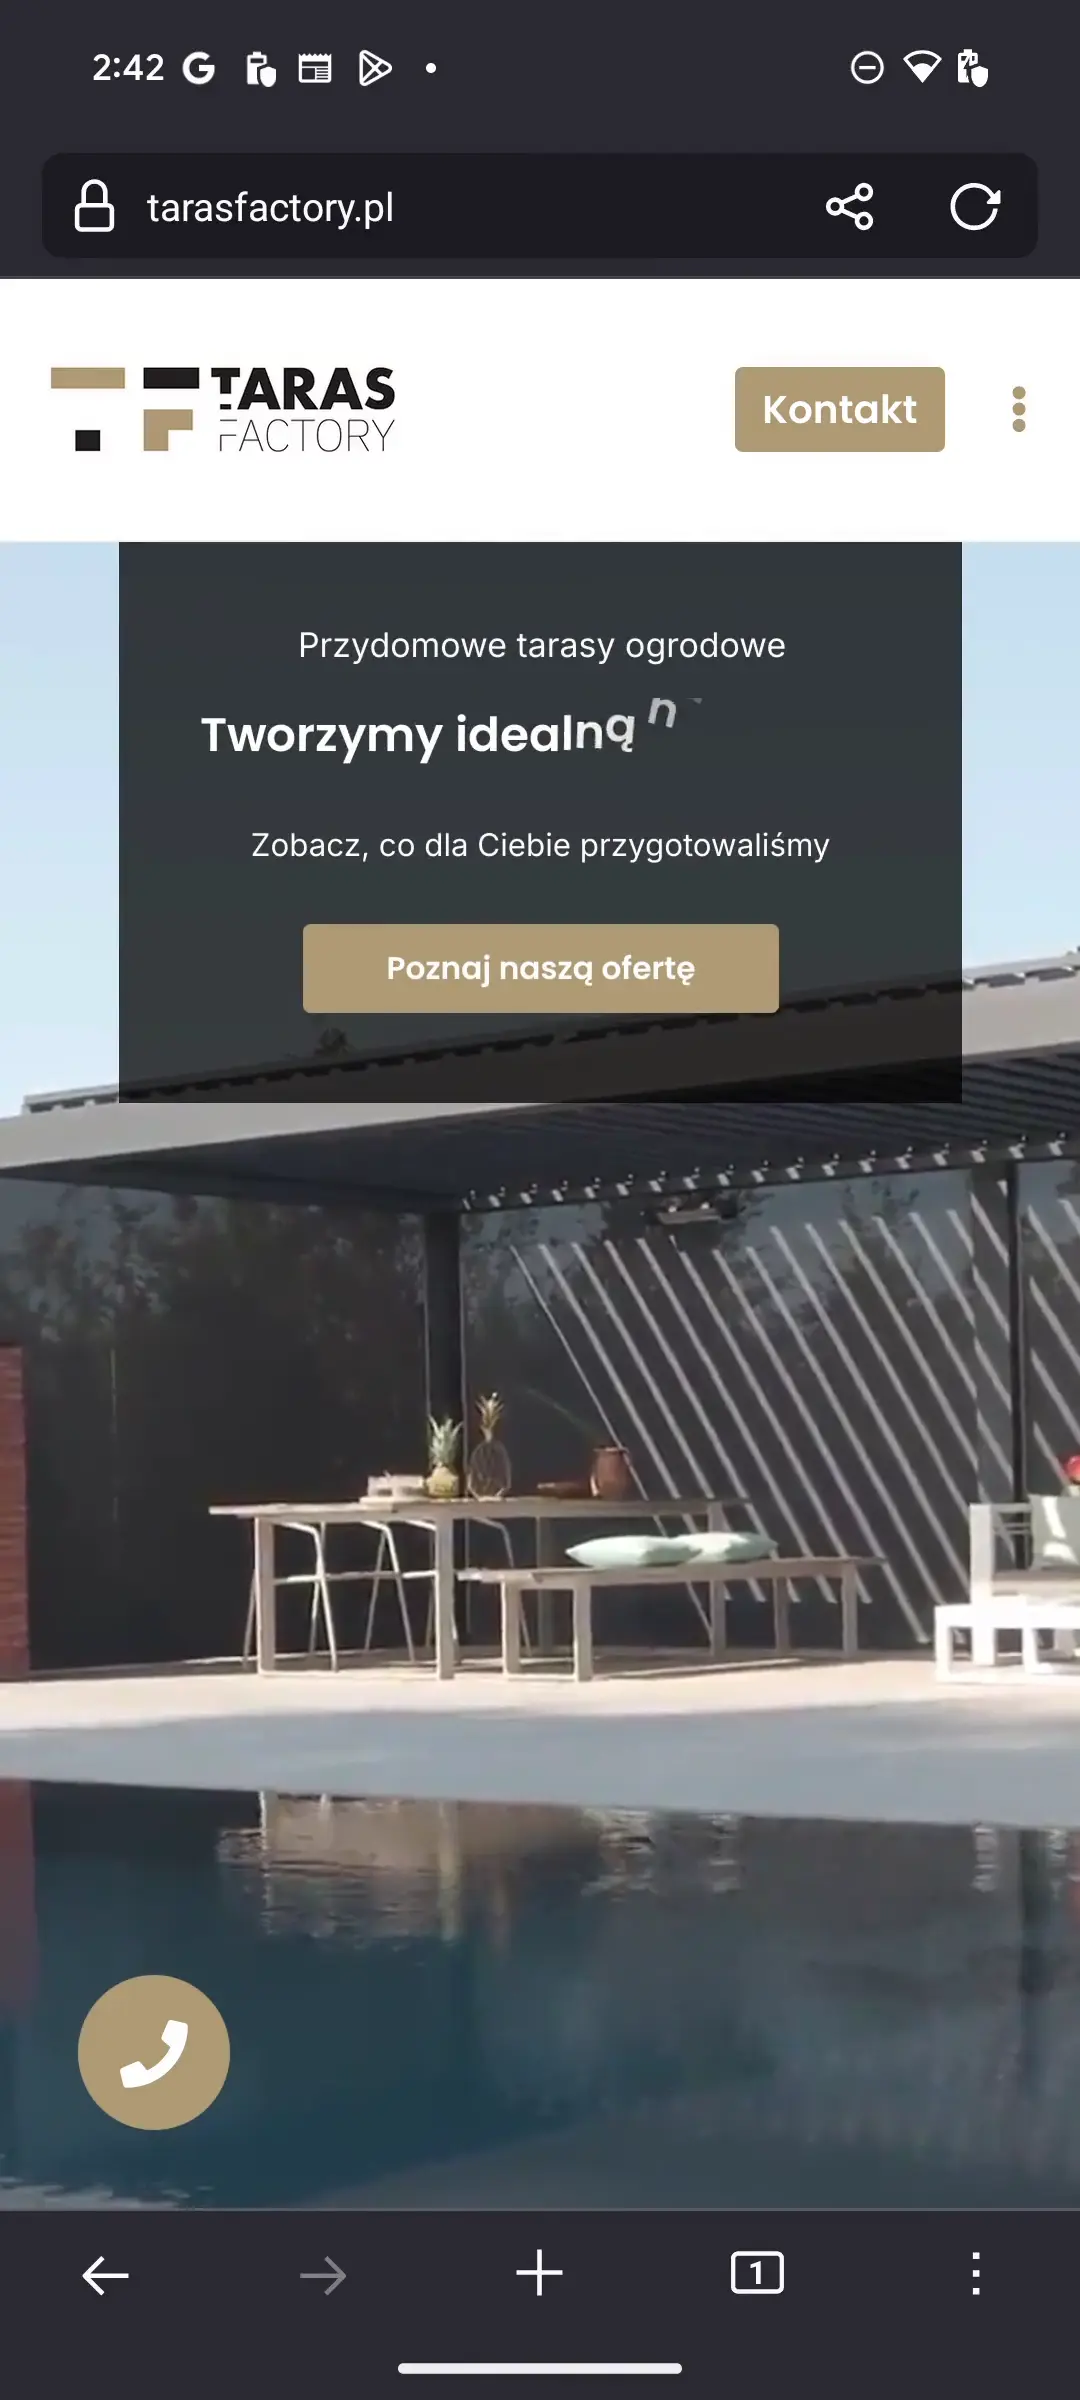 2:42
tarasfactory.pl
TARAS
FACTORY
Kontakt
Przydomowe tarasy ogrodowe
Tworzymy idealną
Zobacz, co dla Ciebie przygotowaliśmy
Poznaj naszą ofertę
1